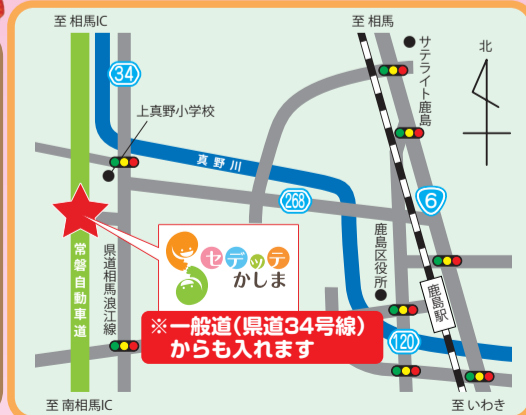 至 相馬IC
至 相馬
34
サテライト鹿島
北
上真野小学校
真野川
268
6
常磐自動車道
県道相馬浪江線
セデッテ
かしま
鹿島区役所
鹿島駅
※一般道(県道34号線)
からも入れます
120
至 南相馬IC
至 いわき